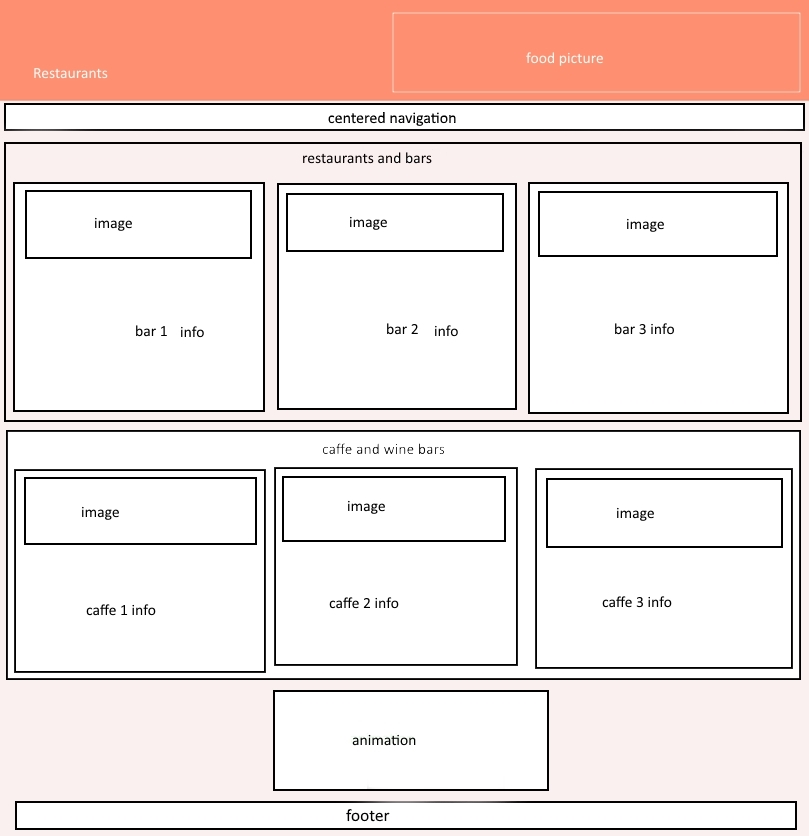 food picture
Restaurants
centered navigation
restaurants and bars
image
image
image
bar 1 info
bar 2 info
bar 3 info
caffe and wine bars
image
image
image
caffe 1 info
caffe 2 info
caffe 3 info
animation
footer